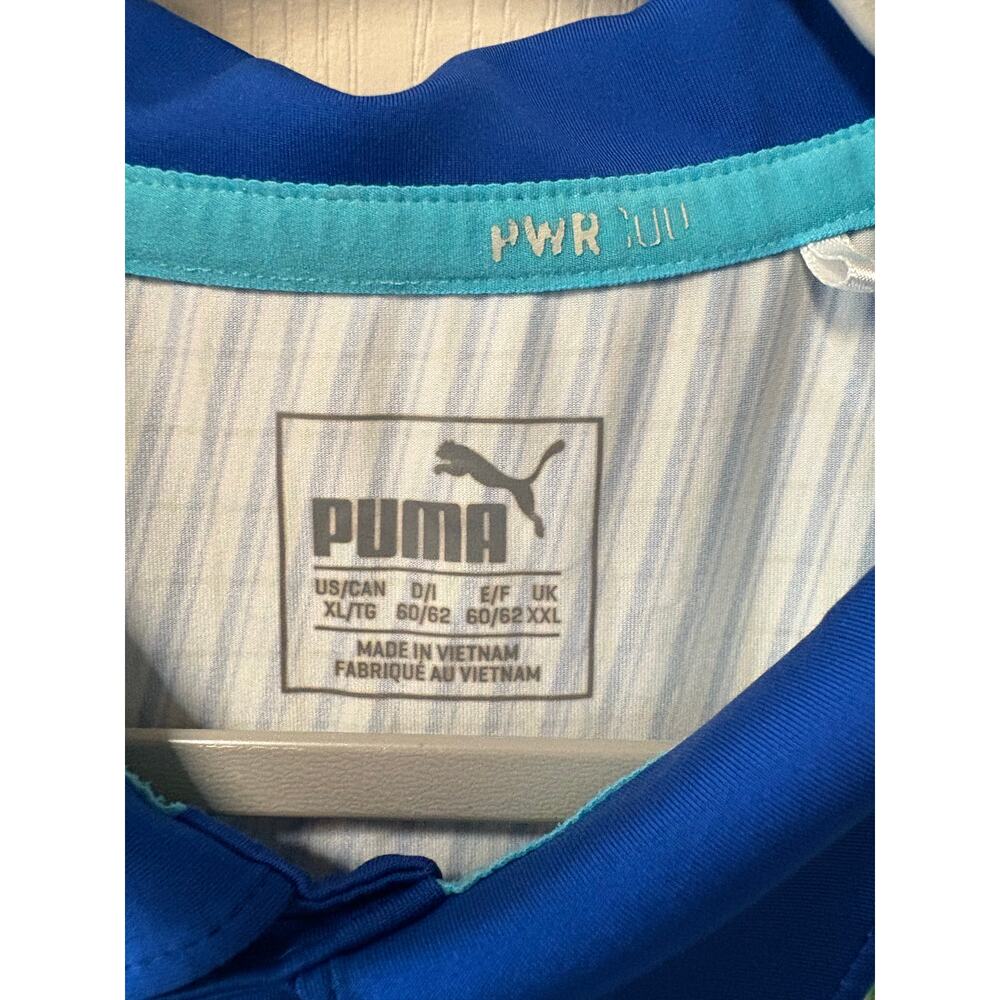 PWR
PUMA
US/CAN D/I E/F UK
XL/TG 60/62 60/62 XXL
MADE IN VIETNAM
FABRIQUÉ AU VIETNAM